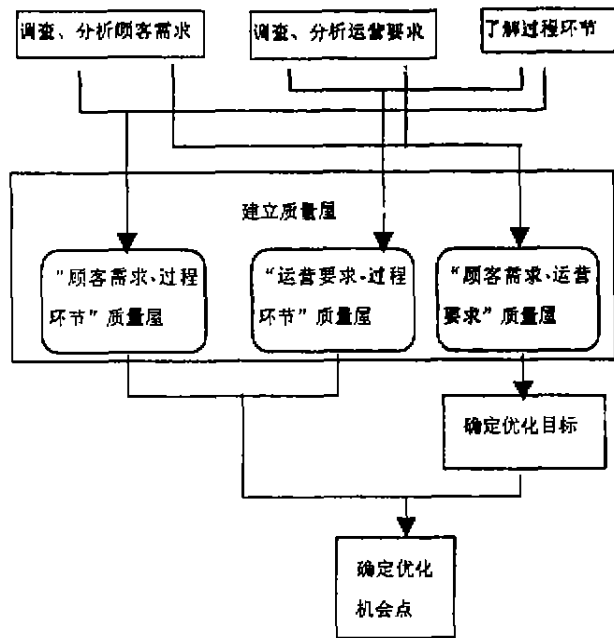 调查、分析顾客需求
调查、分析运营要求
了解过程环节
建立质量屋
"顾客需求、过程
环节"质量屋
"运营要求、过程
环节"质量屋
"顾客需求、运营
要求"质量屋
确定优化目标
确定优化
机会点